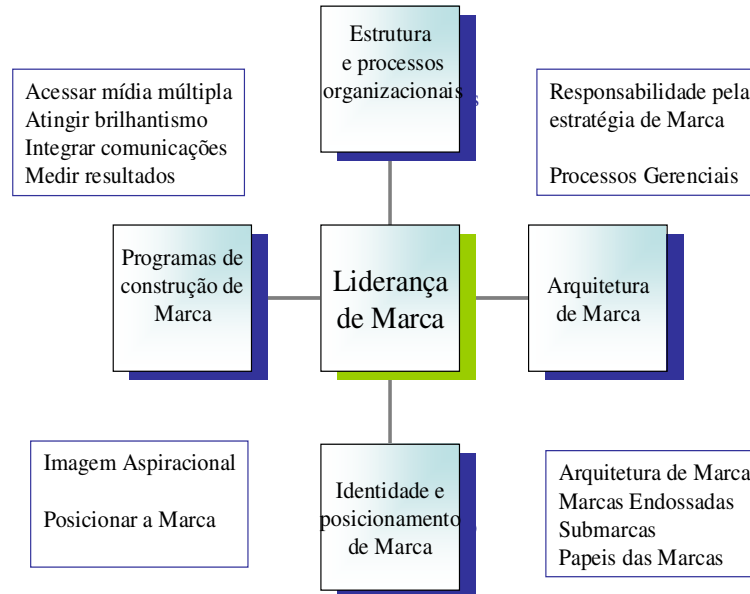 Estrutura
e processos
organizacionais
Acessar mídia múltipla
Atingir brilhantismo
Integrar comunicações
Medir resultados
Responsabilidade pela
estratégia de Marca
Processos Gerenciais
Programas de
construção de
Marca
Liderança
de Marca
Arquitetura
de Marca
Imagem Aspiracional
Posicionar a Marca
Identidade e
posicionamento
de Marca
Arquitetura de Marca
Marcas Endossadas
Submarcas
Papeis das Marcas